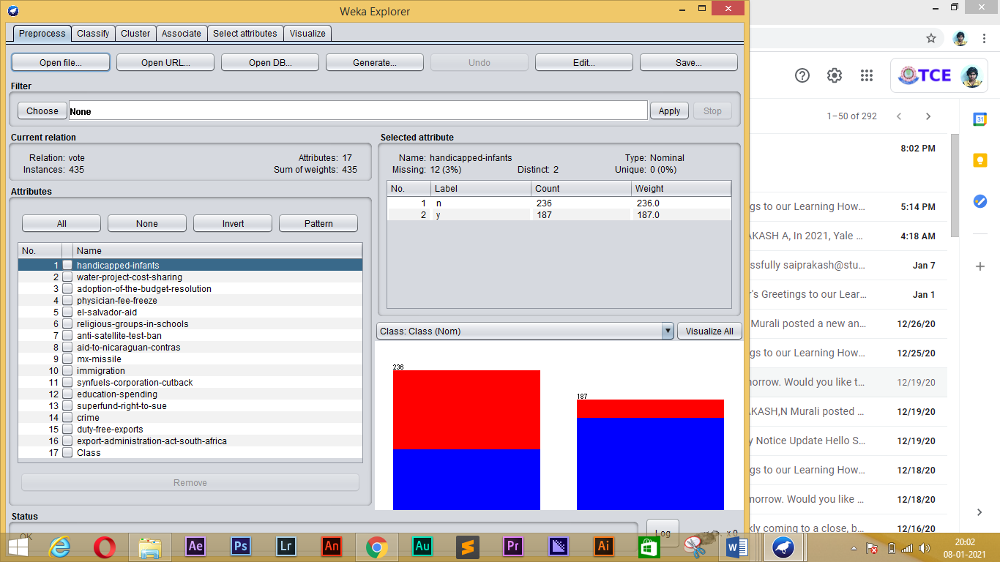 Weka Explorer
Preprocess Classify Cluster Associate Select attributes Visualize
Open file... Open URL... Open DB... Generate... Undo Edit... Save...
Filter
Choose None Apply Stop
Current relation
Relation: vote Attributes: 17
Instances: 435 Sum of weights: 435
Attributes
All None Invert Pattern
No. Name
1 handicapped-infants
2 water-project-cost-sharing
3 adoption-of-the-budget-resolution
4 physician-fee-freeze
5 el-salvador-aid
6 religious-groups-in-schools
7 anti-satellite-test-ban
8 aid-to-nicaraguan-contras
9 mx-missile
10 immigration
11 synfuels-corporation-cutback
12 education-spending
13 superfund-right-to-sue
14 crime
15 duty-free-exports
16 export-administration-act-south-africa
17 Class
Remove
Selected attribute
Name: handicapped-infants Type: Nominal
Missing: 12 (3%) Distinct: 2 Unique: 0 (0%)
No. Label Count Weight
1 n 236 236.0
2 y 187 187.0
Class: Class (Nom) Visualize All
236
187
Status
OK
Log
x 0
TCE
1–50 of 292
31
8:02 PM
gs to our Learning How... 5:14 PM
AKASH A, In 2021, Yale ... 4:18 AM
ssfully saiprakash@stu... Jan 7
r's Greetings to our Lear... Jan 1
Murali posted a new an... 12/26/20
gs to our Learning How... 12/25/20
morrow. Would you like t... 12/19/20
AKASH,N Murali posted ... 12/19/20
y Notice Update Hello S... 12/19/20
gs to our Learning How... 12/18/20
morrow. Would you like ... 12/18/20
kly coming to a close, b... 12/16/20
Ae Ps Lr An Au Pr Ai
20:02
08-01-2021